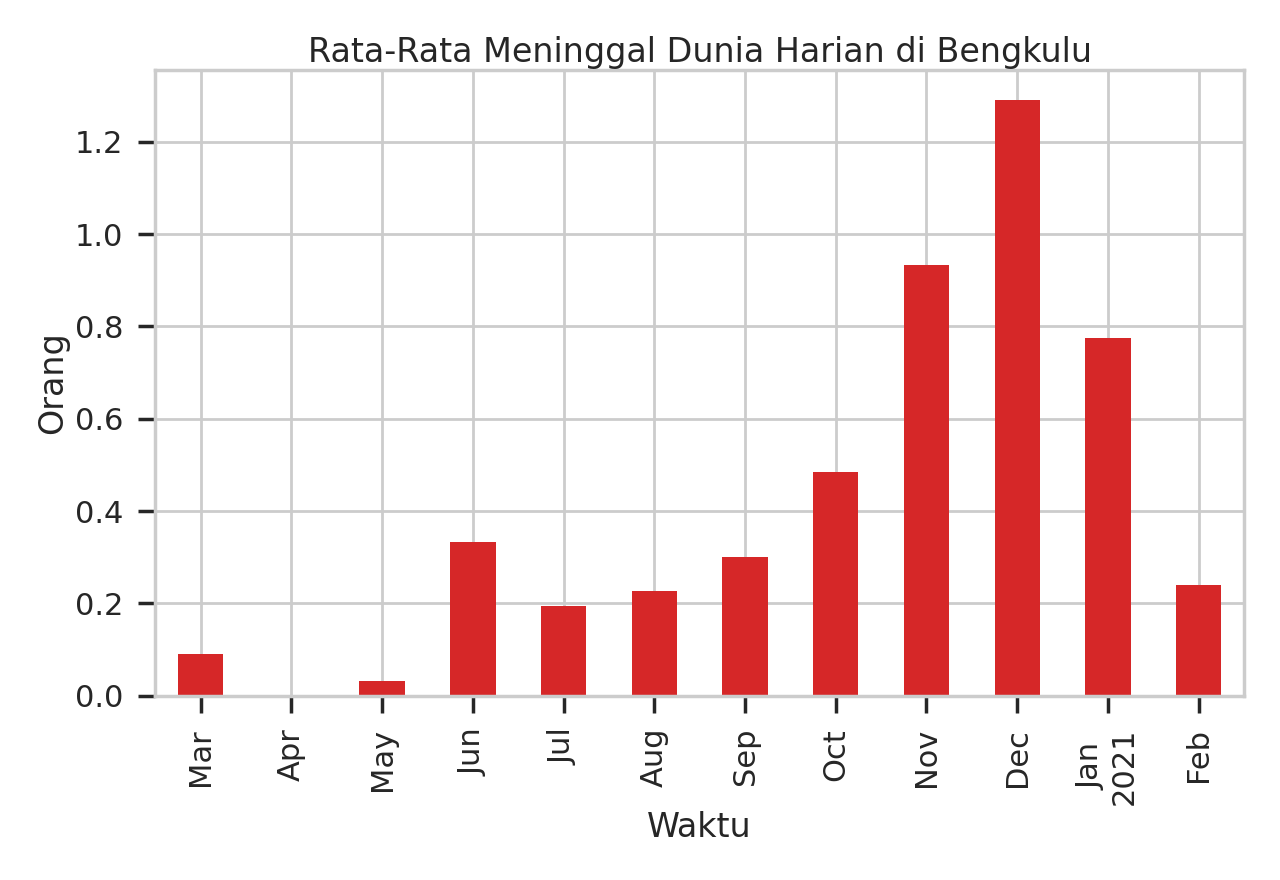 Rata-Rata Meninggal Dunia Harian di Bengkulu
1.2
1.0
0.8
0.6
0.4
0.2
0.0
Orang
Mar
Apr
May
Jun
Jul
Aug
Sep
Oct
Nov
Dec
Jan
2021
Feb
Waktu